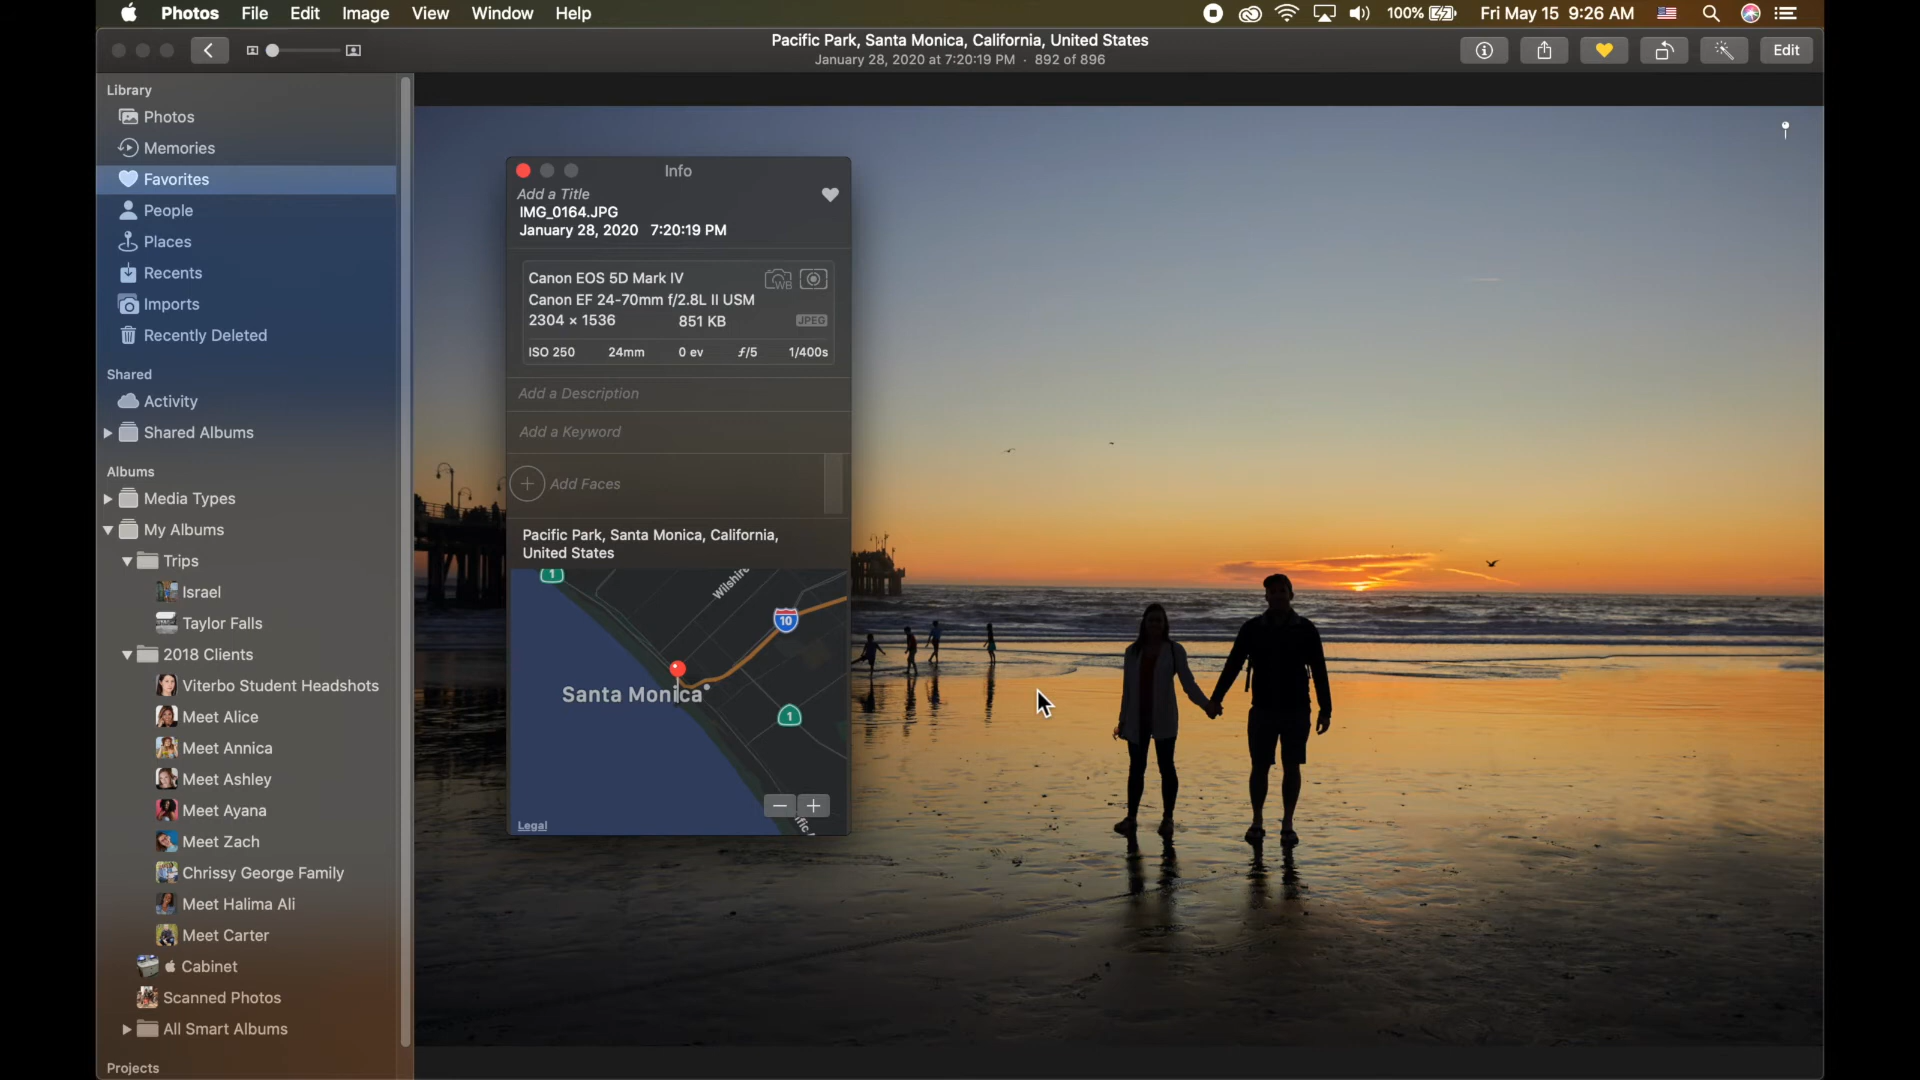 Photos File Edit Image View Window Help
100% Fri May 15 9:26 AM
Pacific Park, Santa Monica, California, United States
January 28, 2020 at 7:20:19 PM · 892 of 896
Edit
Library
Photos
Memories
Favorites
People
Places
Recents
Imports
Recently Deleted
Shared
Activity
Shared Albums
Albums
Media Types
My Albums
Trips
Israel
Taylor Falls
2018 Clients
Viterbo Student Headshots
Meet Alice
Meet Annica
Meet Ashley
Meet Ayana
Meet Zach
Chrissy George Family
Meet Halima Ali
Meet Carter
Cabinet
Scanned Photos
All Smart Albums
Projects
Info
Add a Title
IMG_0164.JPG
January 28, 2020 7:20:19 PM
Canon EOS 5D Mark IV
WB
Canon EF 24-70mm f/2.8L II USM
2304 × 1536 851 KB JPEG
ISO 250 24mm 0 ev ƒ/5 1/400s
Add a Description
Add a Keyword
Add Faces
Pacific Park, Santa Monica, California,
United States
1
Wilshire
10
Santa Monica
1
Legal